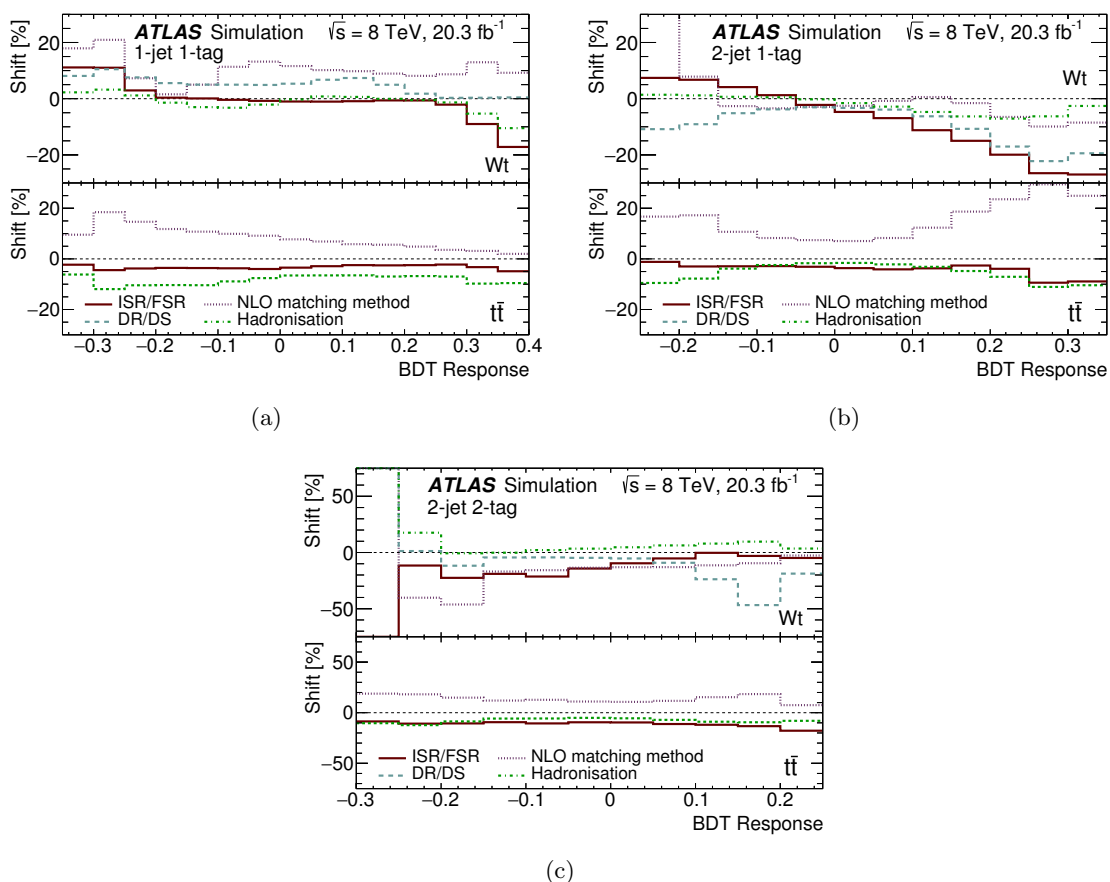 ATLAS Simulation √s = 8 TeV, 20.3 fb⁻¹
1-jet 1-tag
Shift [%]
20
0
−20
Wt
Shift [%]
20
0
−20
ISR/FSR NLO matching method
DR/DS Hadronisation
tt̄
−0.3 −0.2 −0.1 0 0.1 0.2 0.3 0.4
BDT Response
(a)
ATLAS Simulation √s = 8 TeV, 20.3 fb⁻¹
2-jet 1-tag
Shift [%]
20
0
−20
Wt
Shift [%]
20
0
−20
ISR/FSR NLO matching method
DR/DS Hadronisation
tt̄
−0.2 −0.1 0 0.1 0.2 0.3
BDT Response
(b)
ATLAS Simulation √s = 8 TeV, 20.3 fb⁻¹
2-jet 2-tag
Shift [%]
50
0
−50
Wt
Shift [%]
50
0
−50
ISR/FSR NLO matching method
DR/DS Hadronisation
tt̄
−0.3 −0.2 −0.1 0 0.1 0.2
BDT Response
(c)